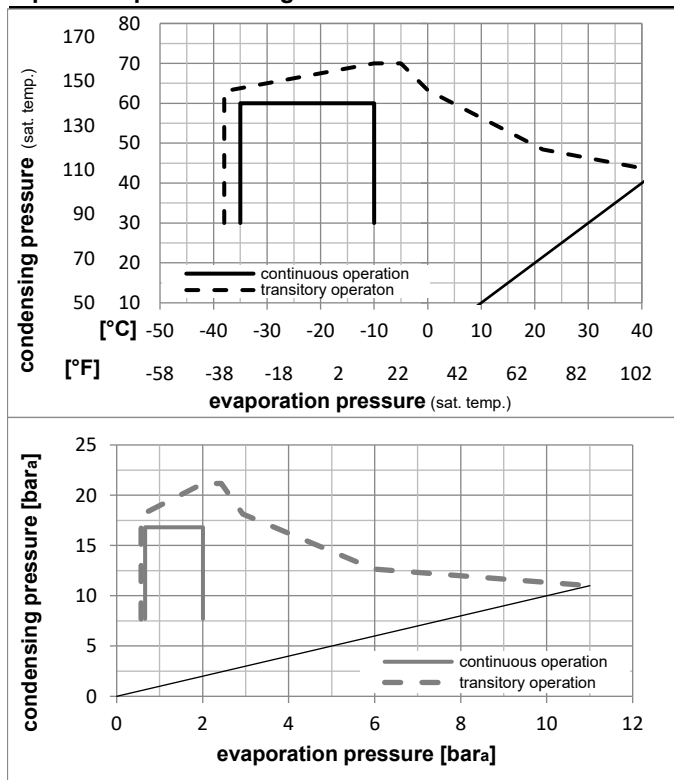 condensing pressure (sat. temp.)
170
150
130
110
90
70
50
80
70
60
50
40
30
20
10
continuous operation
transitory operaton
[°C] -50 -40 -30 -20 -10 0 10 20 30 40
[°F] -58 -38 -18 2 22 42 62 82 102
evaporation pressure (sat. temp.)
condensing pressure [bara]
25
20
15
10
5
0
continuous operation
transitory operation
0 2 4 6 8 10 12
evaporation pressure [bara]